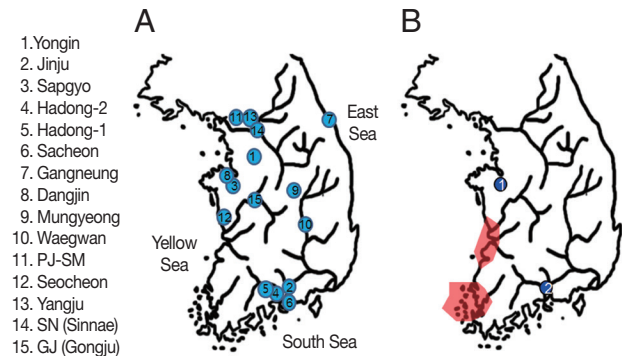 A
B
1.Yongin
2. Jinju
3. Sapgyo
4. Hadong-2
5. Hadong-1
6. Sacheon
7. Gangneung
8. Dangjin
9. Mungyeong
10. Waegwan
11. PJ-SM
12. Seocheon
13. Yangju
14. SN (Sinnae)
15. GJ (Gongju)
11
13
14
7
East
Sea
1
8
3
9
15
12
10
Yellow
Sea
5
4
2
6
South Sea
1
2